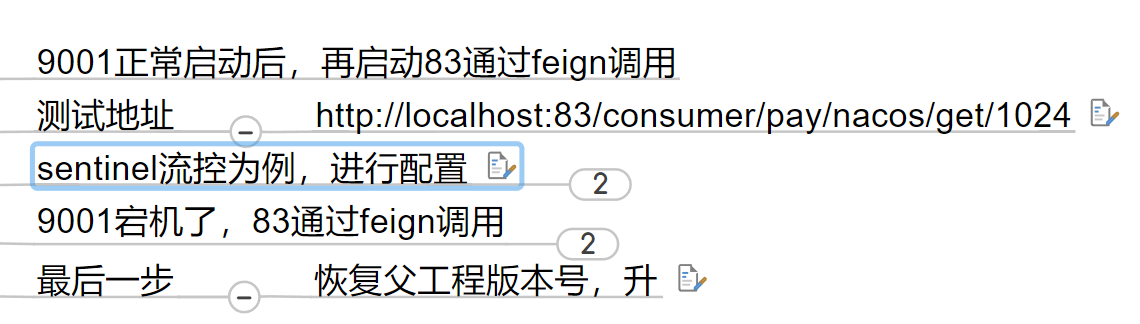 9001正常启动后，再启动83通过feign调用
测试地址 http://localhost:83/consumer/pay/nacos/get/1024
sentinel流控为例，进行配置 2
9001宕机了，83通过feign调用 2
最后一步 恢复父工程版本号，升